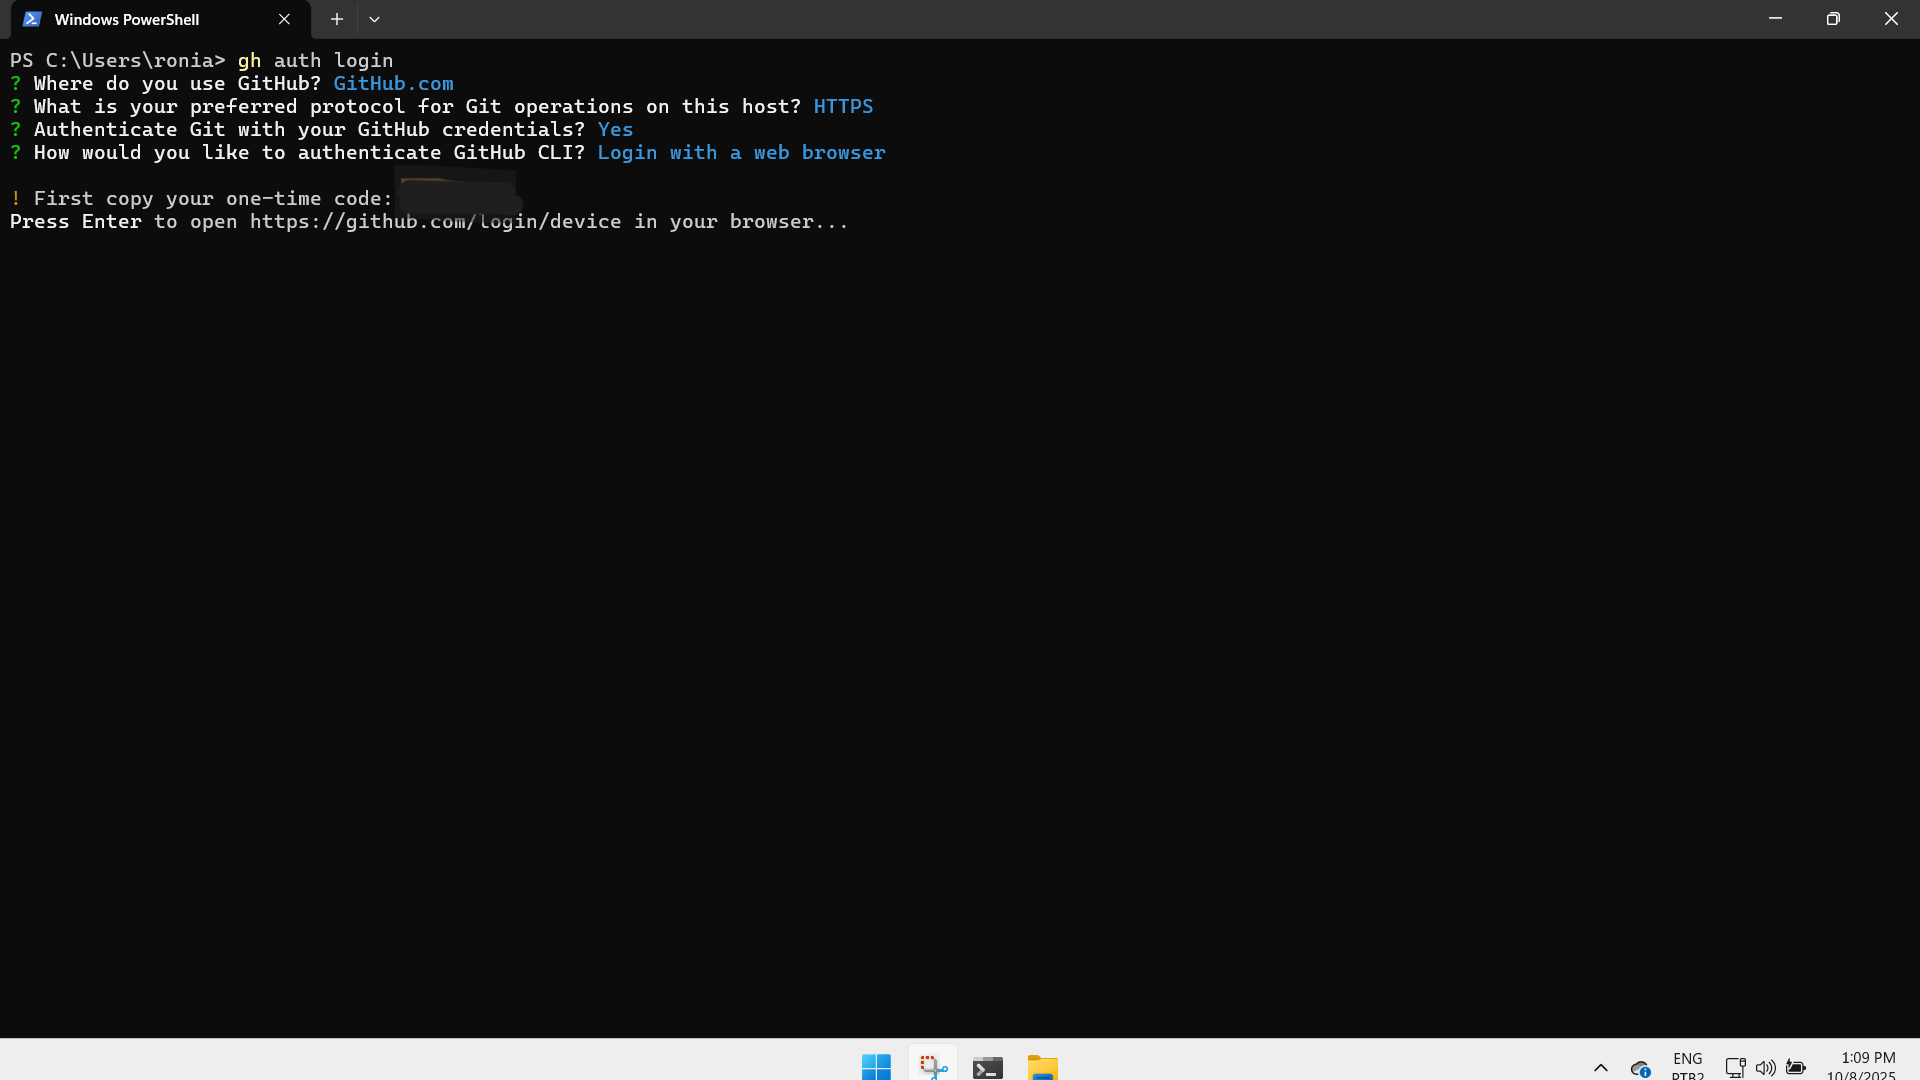 Windows PowerShell
PS C:\Users\ronia> gh auth login
? Where do you use GitHub? GitHub.com
? What is your preferred protocol for Git operations on this host? HTTPS
? Authenticate Git with your GitHub credentials? Yes
? How would you like to authenticate GitHub CLI? Login with a web browser
! First copy your one-time code:
Press Enter to open https://github.com/login/device in your browser...
ENG
PTB2
1:09 PM
10/8/2025